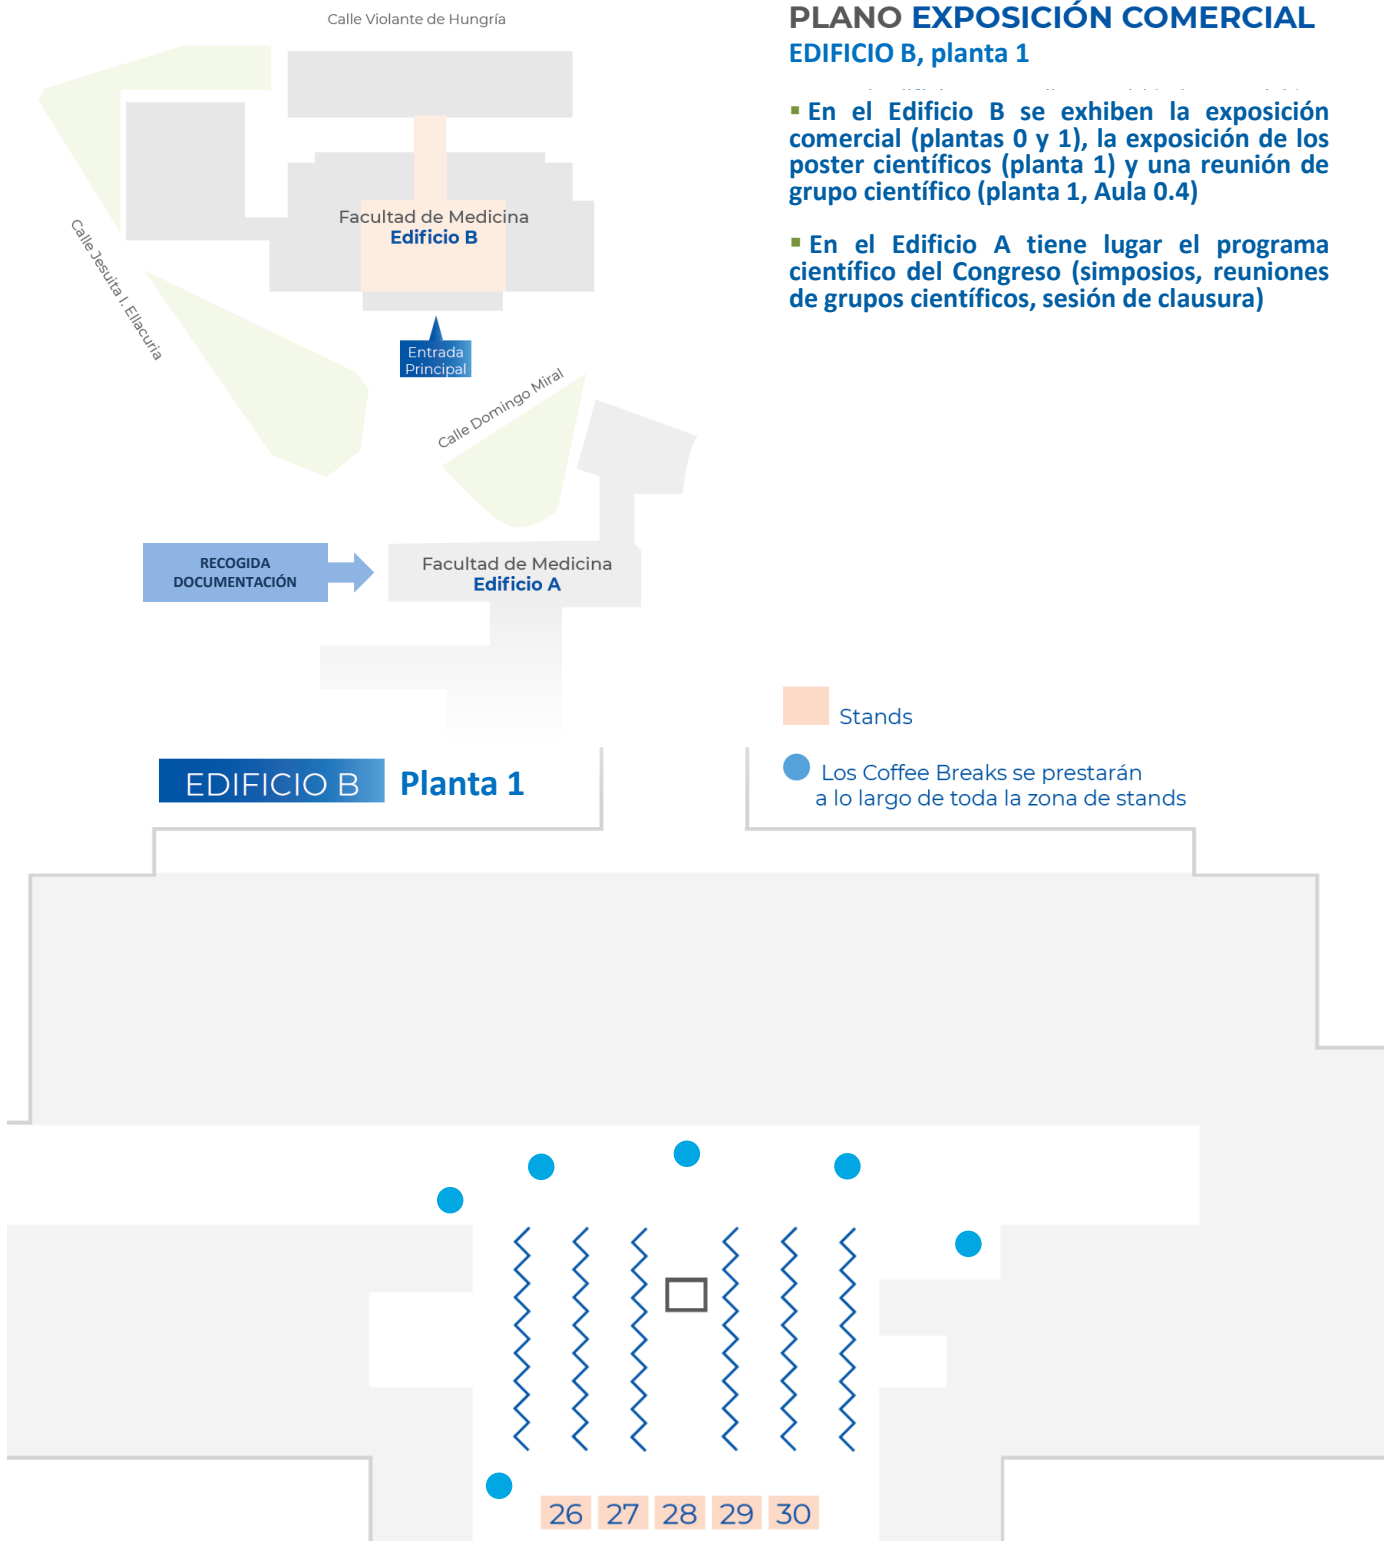 Calle Violante de Hungría
PLANO EXPOSICIÓN COMERCIAL
EDIFICIO B, planta 1
▪ En el Edificio B se exhiben la exposición
comercial (plantas 0 y 1), la exposición de los
poster científicos (planta 1) y una reunión de
grupo científico (planta 1, Aula 0.4)
▪ En el Edificio A tiene lugar el programa
científico del Congreso (simposios, reuniones
de grupos científicos, sesión de clausura)
Facultad de Medicina
Edificio B
Calle Jesuita I. Ellacuria
Entrada
Principal
Calle Domingo Miral
RECOGIDA
DOCUMENTACIÓN
Facultad de Medicina
Edificio A
Stands
EDIFICIO B Planta 1
Los Coffee Breaks se prestarán
a lo largo de toda la zona de stands
26 27 28 29 30